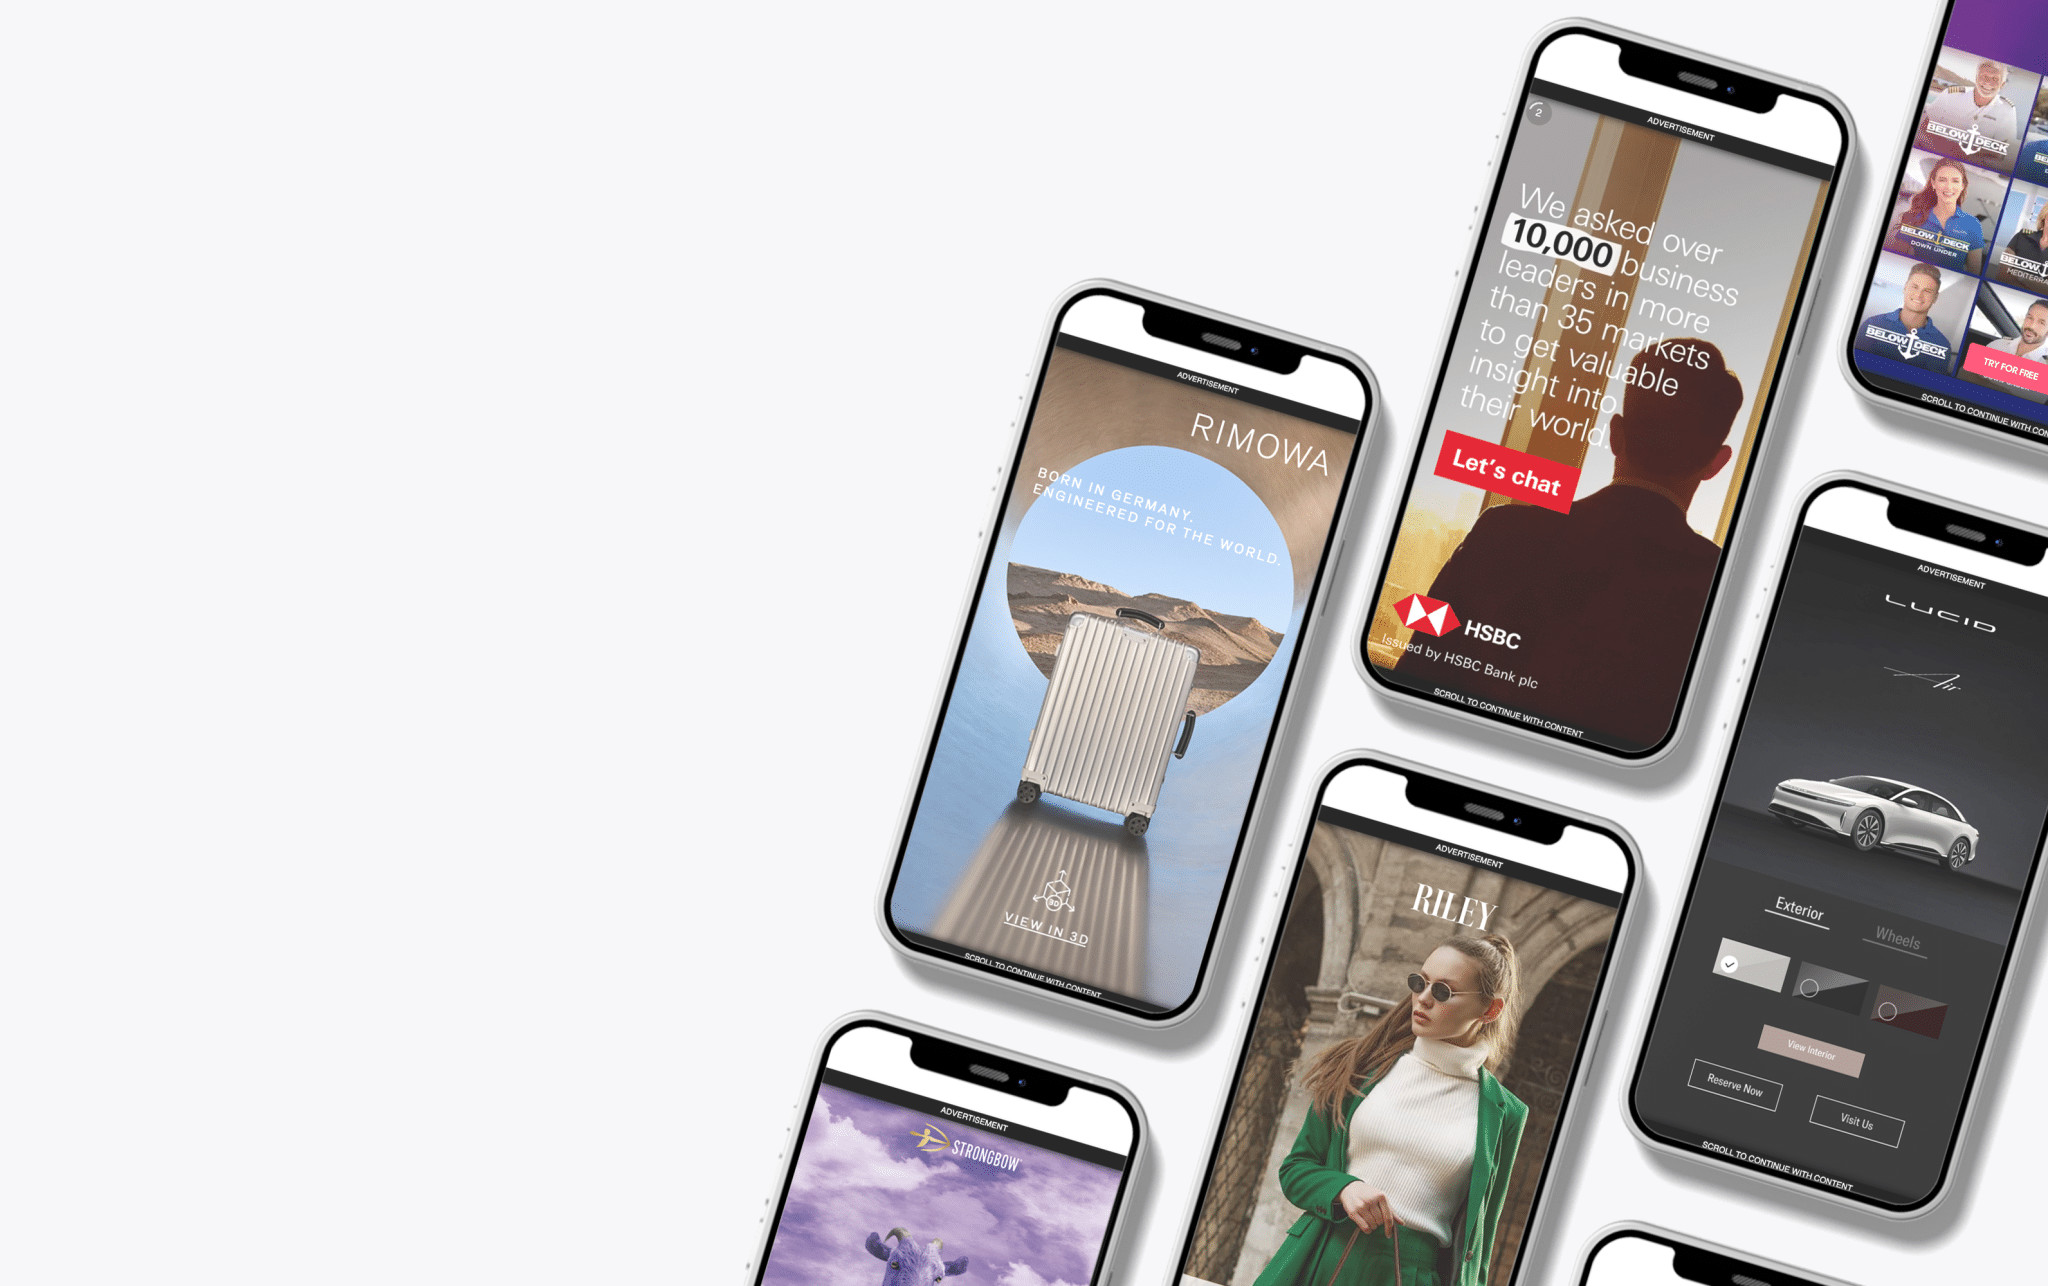 ADVERTISEMENT
RIMOWA
BORN IN GERMANY.
ENGINEERED FOR THE WORLD.
3D
VIEW IN 3D
SCROLL TO CONTINUE WITH CONTENT
ADVERTISEMENT
2
We asked over
10,000 business
leaders in more
than 35 markets
to get valuable
insight into
their world.
Let's chat
HSBC
Issued by HSBC Bank plc
SCROLL TO CONTINUE WITH CONTENT
BELOW DECK
BELOW DECK
DOWN UNDER
BELOW
BELOW DECK
TRY FOR FREE
SCROLL TO CONTINUE WITH
ADVERTISEMENT
LUCID
Air
Exterior
Wheels
View Interior
Reserve Now
Visit Us
SCROLL TO CONTINUE WITH CONTENT
ADVERTISEMENT
RILEY
ADVERTISEMENT
STRONGBOW